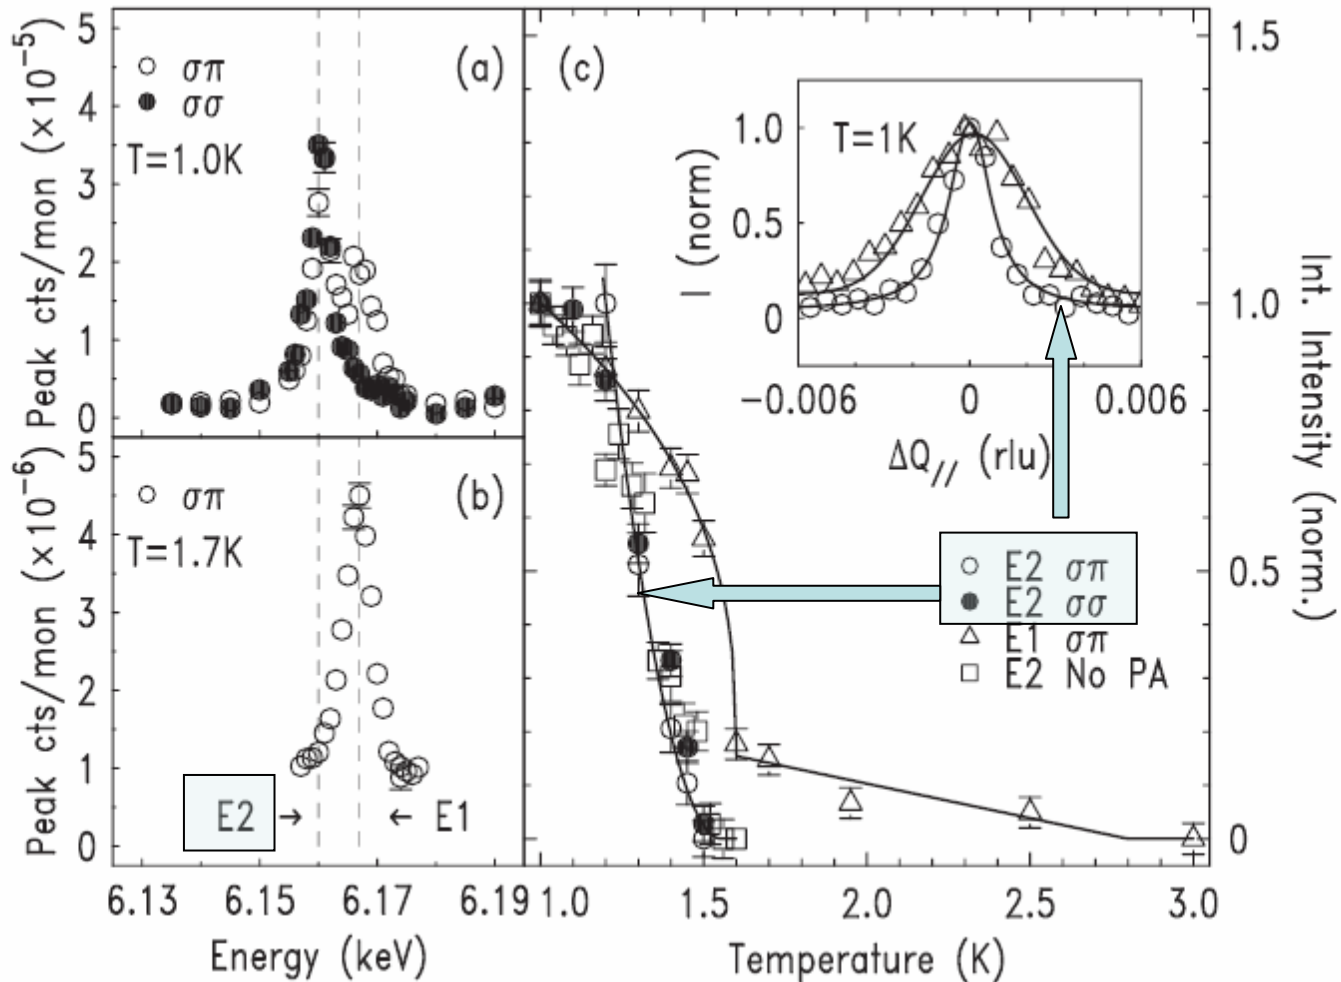 (a)
σπ
σσ
T=1.0K
Peak cts/mon (×10⁻⁵)
5
4
3
2
1
0
(b)
σπ
T=1.7K
Peak cts/mon (×10⁻⁶)
5
4
3
2
1
0
E2 →
← E1
6.13
6.15
6.17
6.19
Energy (keV)
(c)
T=1K
I (norm)
1.0
0.5
0
−0.006
0
0.006
ΔQ// (rlu)
E2 σπ
E2 σσ
E1 σπ
E2 No PA
1.5
1.0
0.5
0
Int. Intensity (norm.)
1.0
1.5
2.0
2.5
3.0
Temperature (K)